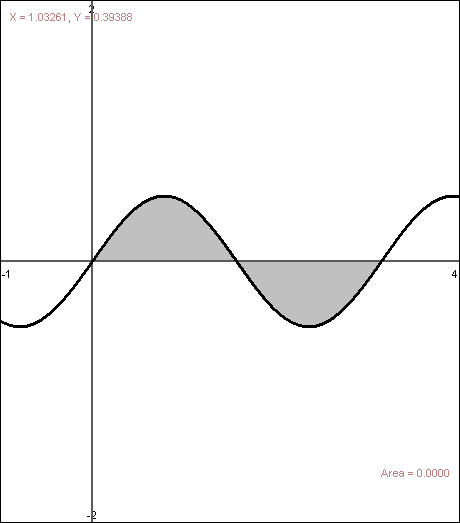 2
X = 1.03261, Y = 0.39388
-1
4
Area = 0.0000
-2